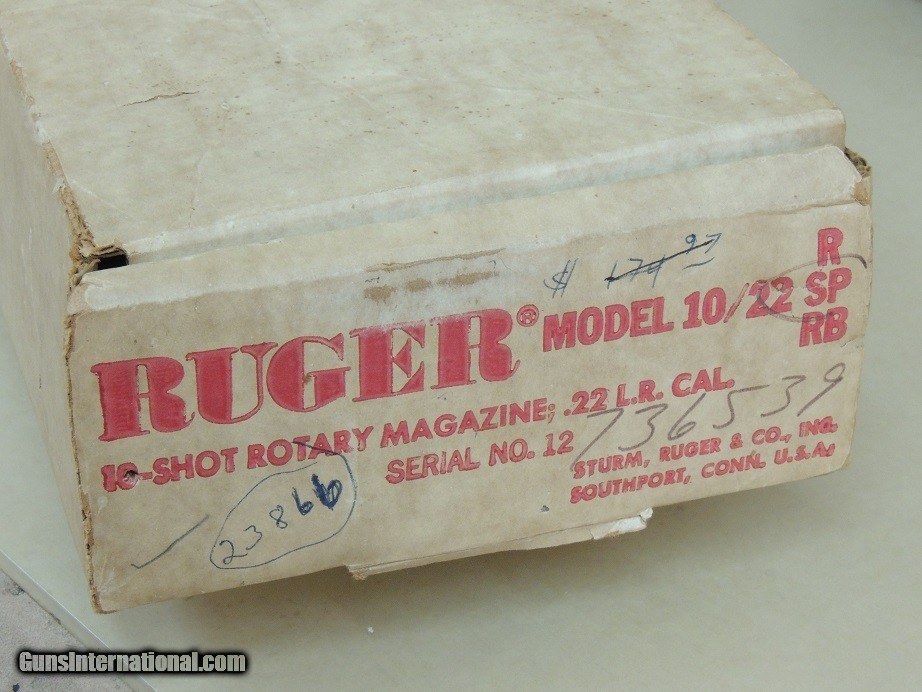 $ 174 97
R
RUGER® MODEL 10/22 SP
RB
10-SHOT ROTARY MAGAZINE; .22 L.R. CAL.
SERIAL NO. 12 736539
STURM, RUGER & CO., INC.
SOUTHPORT, CONN. U.S.A.
23866
GunsInternational.com